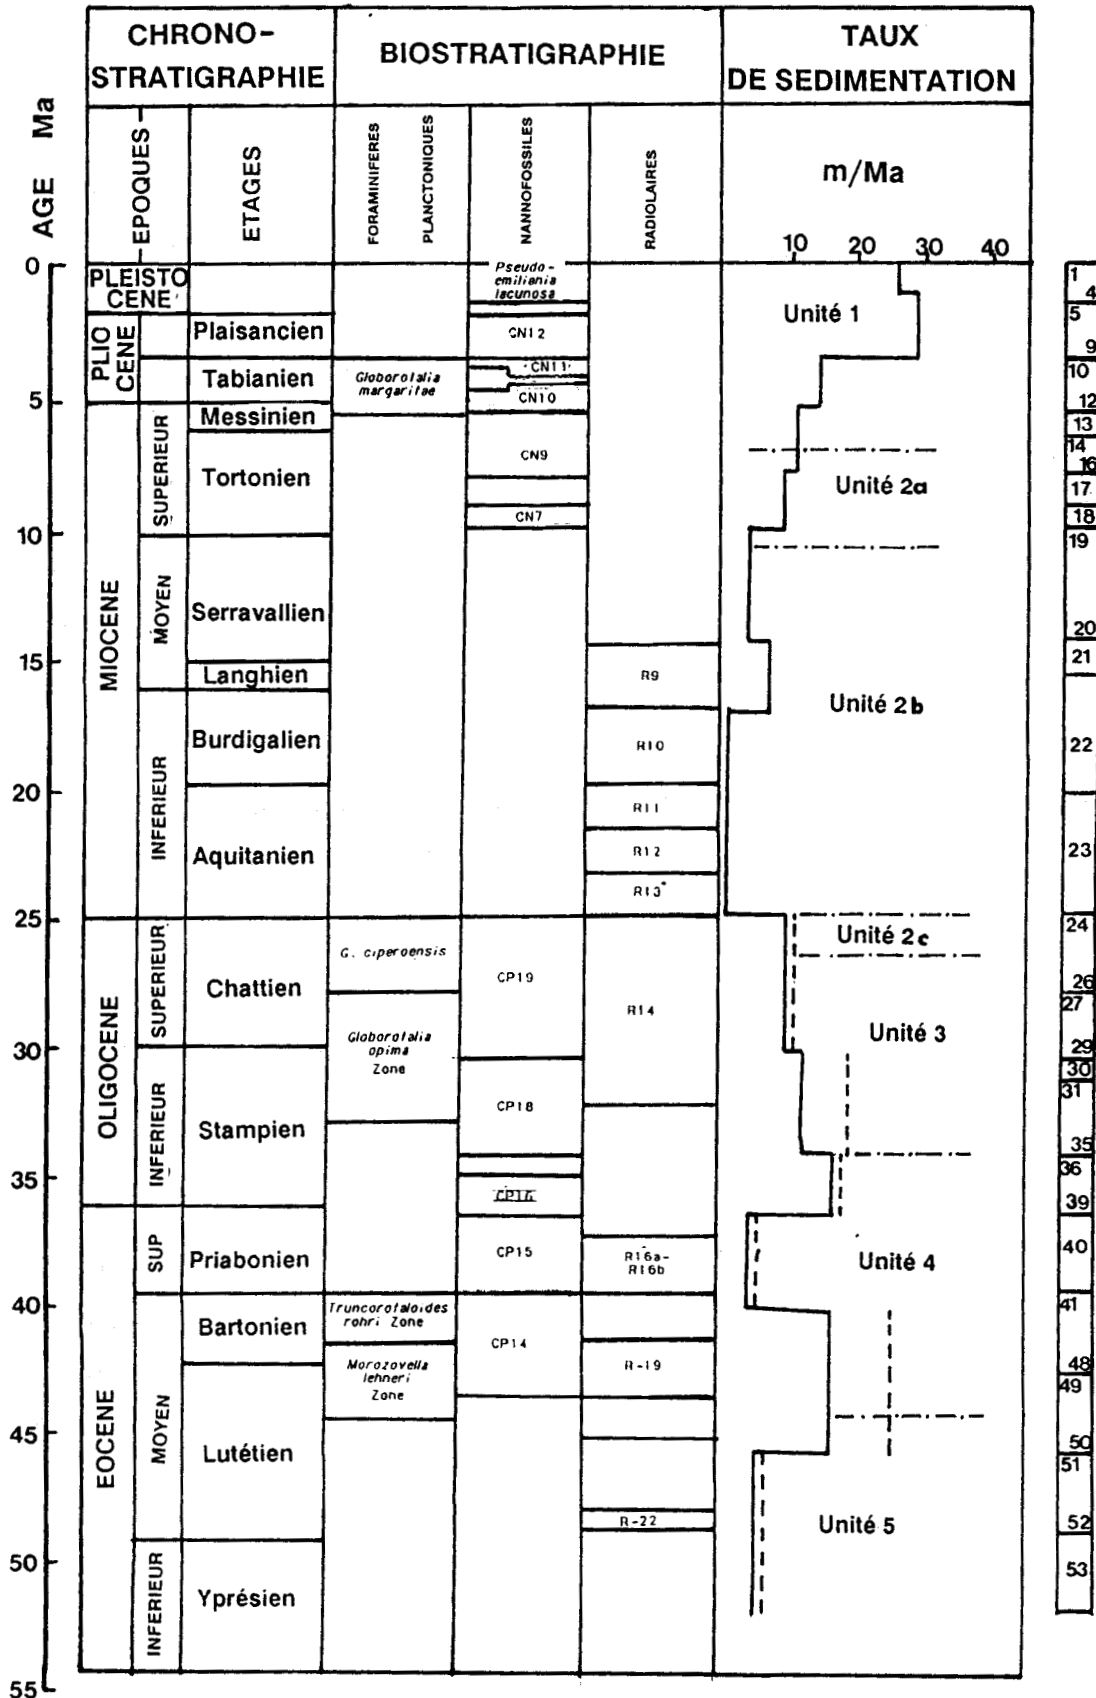 CHRONO-
STRATIGRAPHIE
BIOSTRATIGRAPHIE
TAUX
DE SEDIMENTATION
AGE Ma
EPOQUES
ETAGES
FORAMINIFERES
PLANCTONIQUES
NANNOFOSSILES
RADIOLAIRES
m/Ma
10 20 30 40
0
5
10
15
20
25
30
35
40
45
50
55
PLEISTO
CENE
PLIO
CENE
MIOCENE
OLIGOCENE
EOCENE
SUPERIEUR
MOYEN
INFERIEUR
SUPERIEUR
INFERIEUR
SUP
MOYEN
INFERIEUR
Plaisancien
Tabianien
Messinien
Tortonien
Serravallien
Langhien
Burdigalien
Aquitanien
Chattien
Stampien
Priabonien
Bartonien
Lutétien
Yprésien
Globorotalia
margaritae
G. ciperoensis
Globorotalia
opima
Zone
Truncorotaloides
rohri Zone
Morozovella
lehneri
Zone
Pseudo-
emiliania
lacunosa
CN12
CN11
CN10
CN9
CN7
CP19
CP18
CP16
CP15
CP14
R9
R10
R11
R12
R13
R14
R16a-
R16b
R-19
R-22
Unité 1
Unité 2a
Unité 2b
Unité 2c
Unité 3
Unité 4
Unité 5
1
4
5
9
10
12
13
14
16
17
18
19
20
21
22
23
24
26
27
29
30
31
35
36
39
40
41
48
49
50
51
52
53